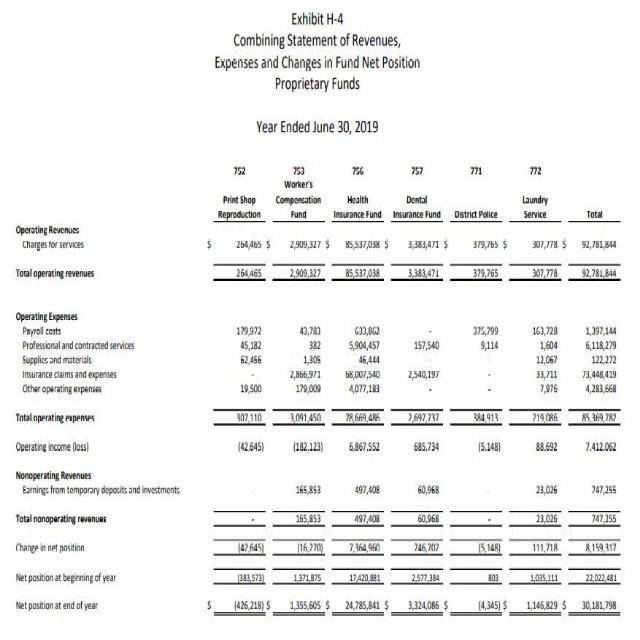 Exhibit H-4
Combining Statement of Revenues,
Expenses and Changes in Fund Net Position
Proprietary Funds
Year Ended June 30, 2019
752 753 756 757 771 772
Worker's
Print Shop Compensation Health Dental Laundry
Reproduction Fund Insurance Fund Insurance Fund District Police Service Total
Operating Revenues
Charges for services $ 264,465 $ 2,909,327 $ 85,537,038 $ 3,383,471 $ 379,765 $ 307,778 $ 92,781,844
Total operating revenues 264,465 2,909,327 85,537,038 3,383,471 379,765 307,778 92,781,844
Operating Expenses
Payroll costs 179,972 43,783 633,862 - 375,799 163,728 1,397,144
Professional and contracted services 45,182 382 5,904,457 157,540 9,114 1,604 6,118,279
Supplies and materials 62,456 1,305 46,444 - - 12,067 122,272
Insurance claims and expenses - 2,866,971 68,007,540 2,540,197 - 33,711 73,448,419
Other operating expenses 19,500 179,009 4,077,183 - - 7,976 4,283,668
Total operating expenses 307,110 3,091,450 78,669,486 2,697,737 384,913 219,086 85,369,782
Operating income (loss) (42,645) (182,123) 6,867,552 685,734 (5,148) 88,692 7,412,062
Nonoperating Revenues
Earnings from temporary deposits and investments - 165,853 497,408 60,968 - 23,026 747,255
Total nonoperating revenues - 165,853 497,408 60,968 - 23,026 747,255
Change in net position (42,645) (16,270) 7,364,960 746,702 (5,148) 111,718 8,159,317
Net position at beginning of year (383,573) 1,371,875 17,420,881 2,577,384 803 1,035,111 22,022,481
Net position at end of year $ (426,218) $ 1,355,605 $ 24,785,841 $ 3,324,086 $ (4,345) $ 1,146,829 $ 30,181,798